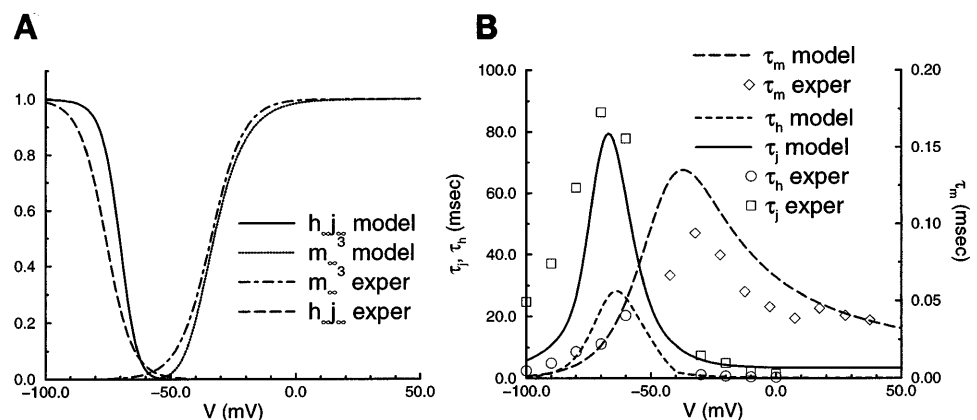 A
1.0
0.8
0.6
0.4
0.2
0.0
-100.0
-50.0
0.0
50.0
V (mV)
h∞j∞ model
m∞³ model
m∞³ exper
h∞j∞ exper
B
τm model
τm exper
τh model
τj model
τh exper
τj exper
100.0
80.0
60.0
40.0
20.0
0.0
τj, τh (msec)
-100.0
-50.0
0.0
50.0
V (mV)
0.20
0.15
0.10
0.05
0.00
τm (msec)